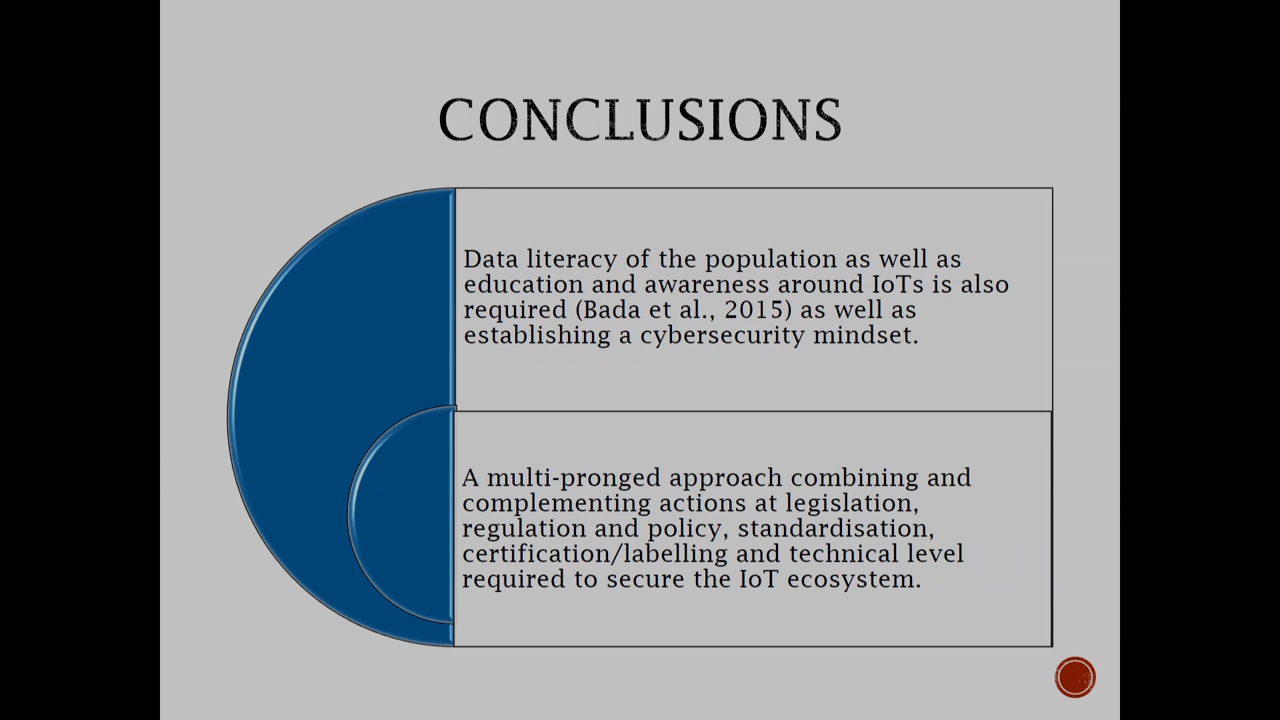 CONCLUSIONS
Data literacy of the population as well as
education and awareness around IoTs is also
required (Bada et al., 2015) as well as
establishing a cybersecurity mindset.
A multi-pronged approach combining and
complementing actions at legislation,
regulation and policy, standardisation,
certification/labelling and technical level
required to secure the IoT ecosystem.